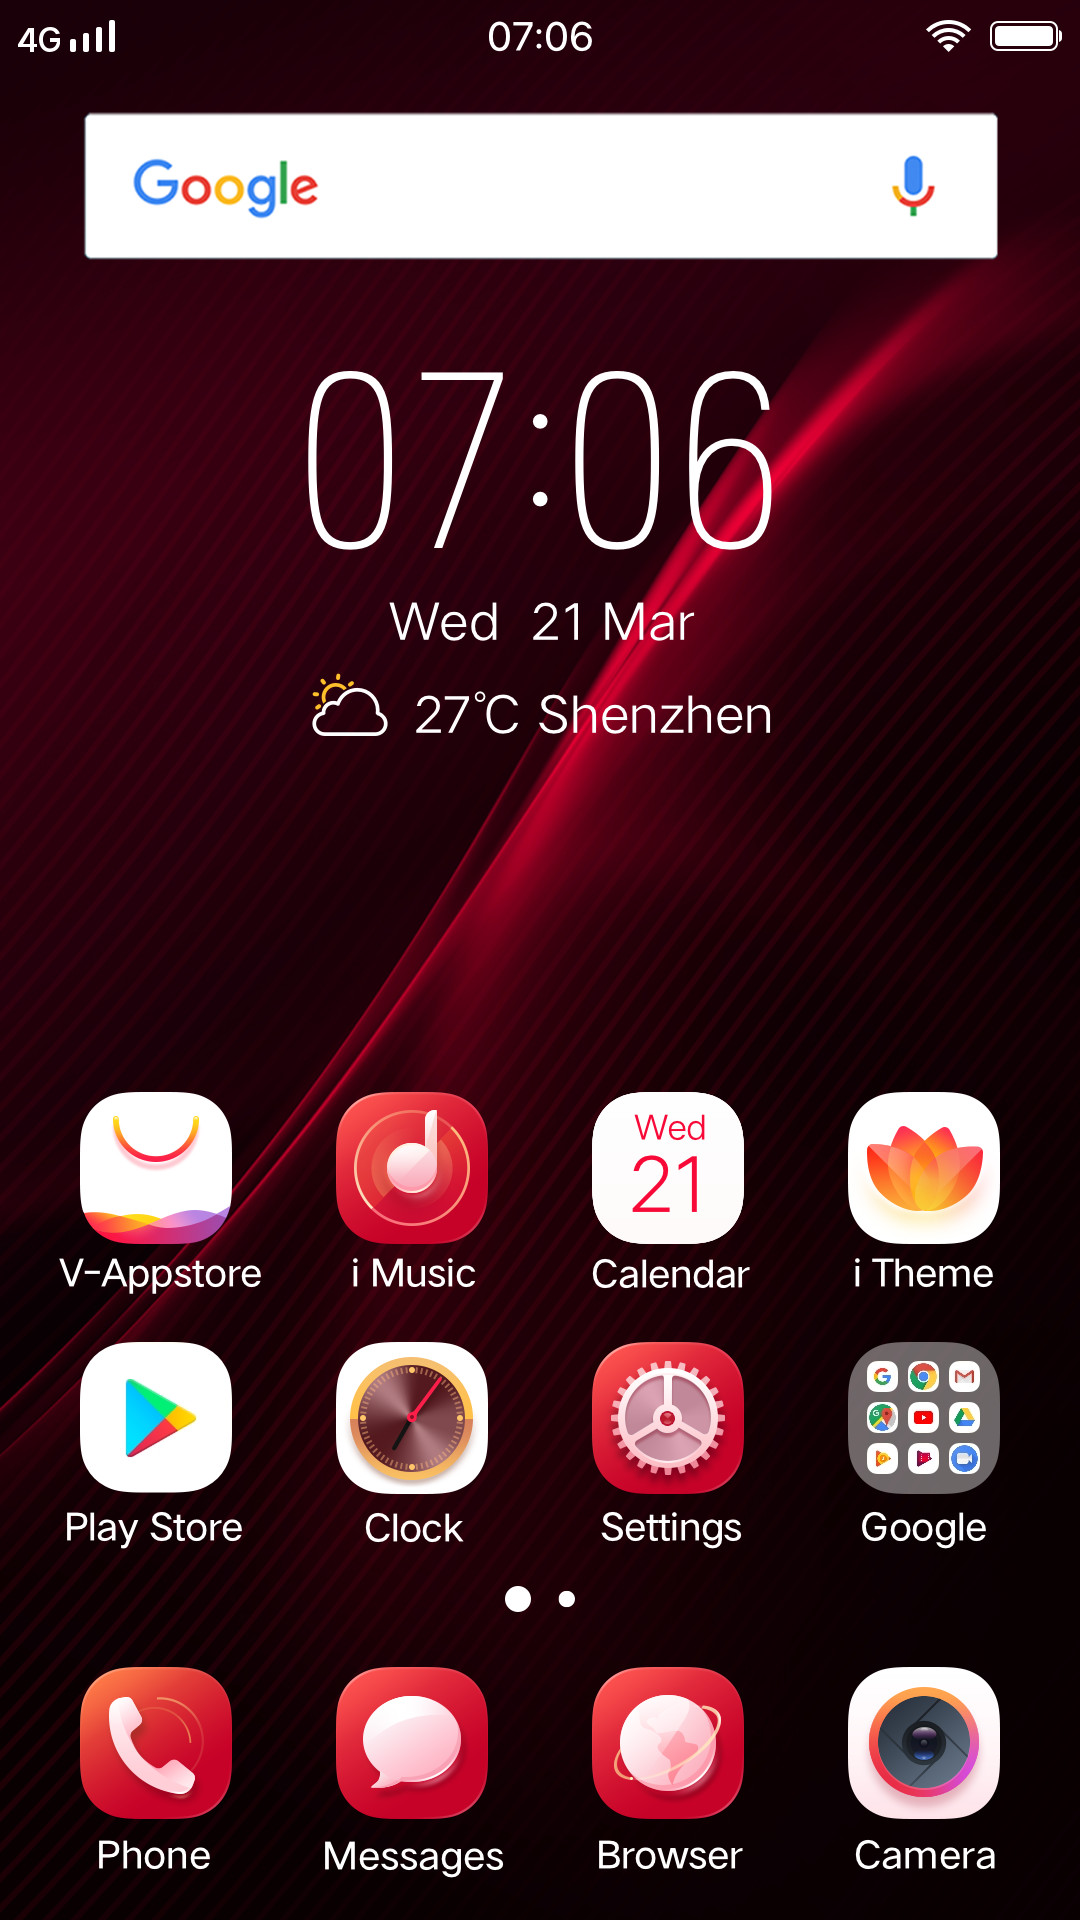 4G 07:06
Google
07:06
Wed 21 Mar
27°C Shenzhen
Wed
21
V-Appstore i Music Calendar i Theme
Play Store Clock Settings Google
Phone Messages Browser Camera